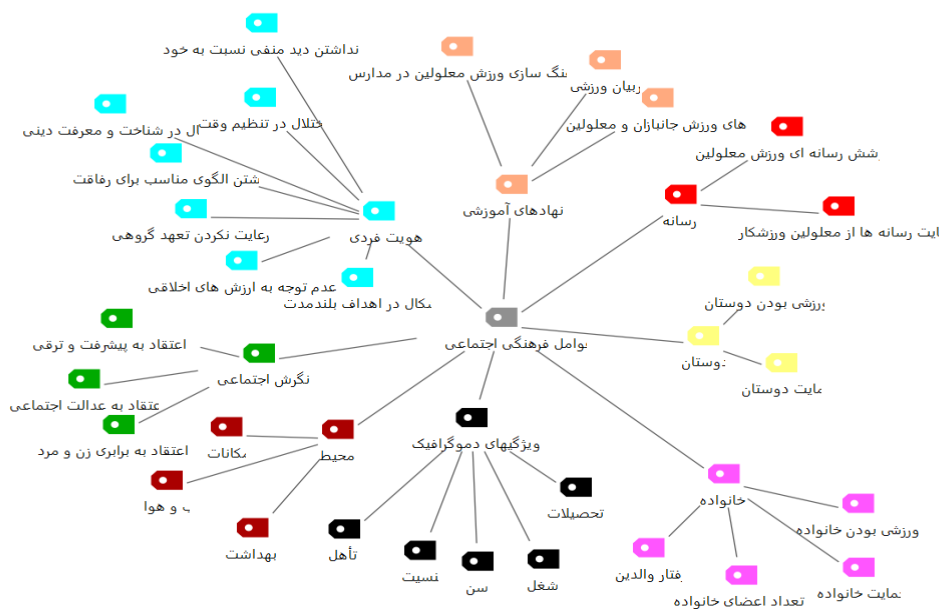 نداشتن دید منفی نسبت به خود
ختلال در تنظیم وقت
ال در شناخت و معرفت دینی
شتن الگوی مناسب برای رفاقت
رعایت نکردن تعهد گروهی
عدم توجه به ارزش های اخلاقی
کال در اهداف بلندمدت
هویت فردی
نگ سازی ورزش معلولین در مدارس
ربیان ورزشی
های ورزش جانبازان و معلولین
نهادهای آموزشی
شش رسانه ای ورزش معلولین
ایت رسانه ها از معلولین ورزشکار
رسانه
ورزشی بودن دوستان
مایت دوستان
دوستان
عوامل فرهنگی اجتماعی
اعتقاد به پیشرفت و ترقی
عتقاد به عدالت اجتماعی
اعتقاد به برابری زن و مرد
نگرش اجتماعی
مکانات
ب و هوا
بهداشت
محیط
ویژگیهای دموگرافیک
تأهل
نسیت
سن
شغل
تحصیلات
خانواده
ورزشی بودن خانواده
حمایت خانواده
تعداد اعضای خانواده
فتار والدین